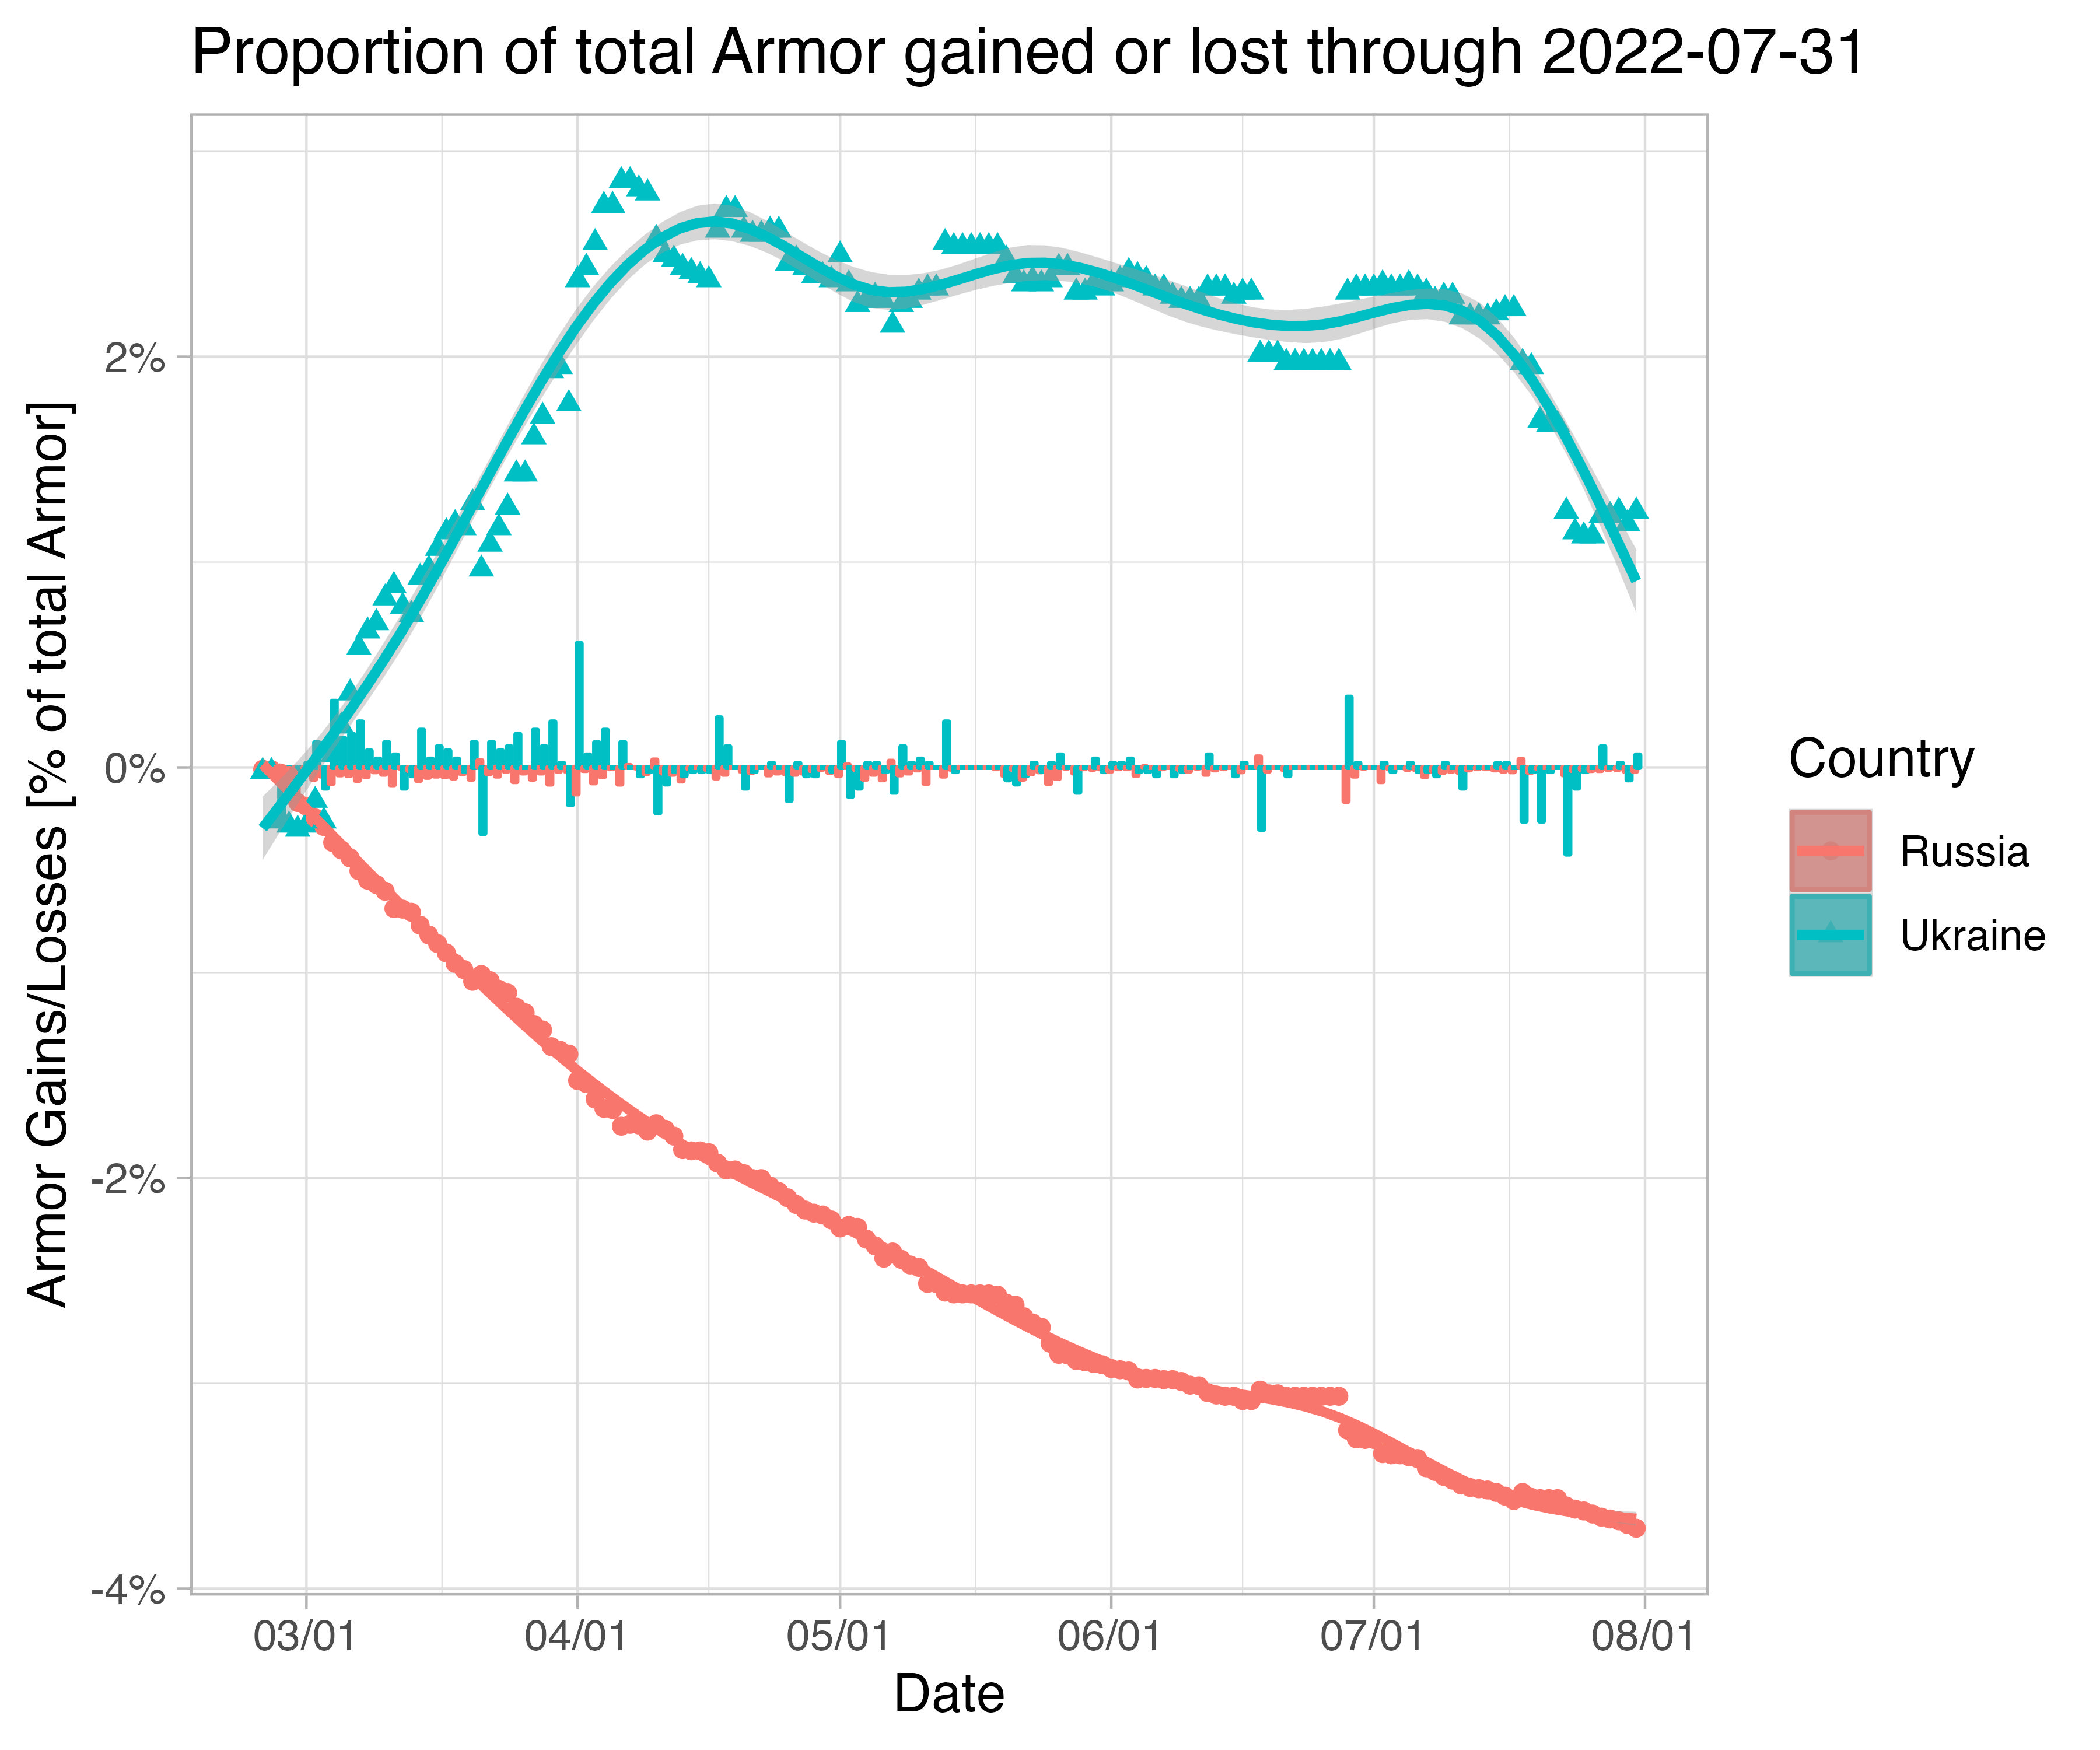 Proportion of total Armor gained or lost through 2022-07-31
Armor Gains/Losses [% of total Armor]
2%
0%
-2%
-4%
03/01
04/01
05/01
06/01
07/01
08/01
Date
Country
Russia
Ukraine